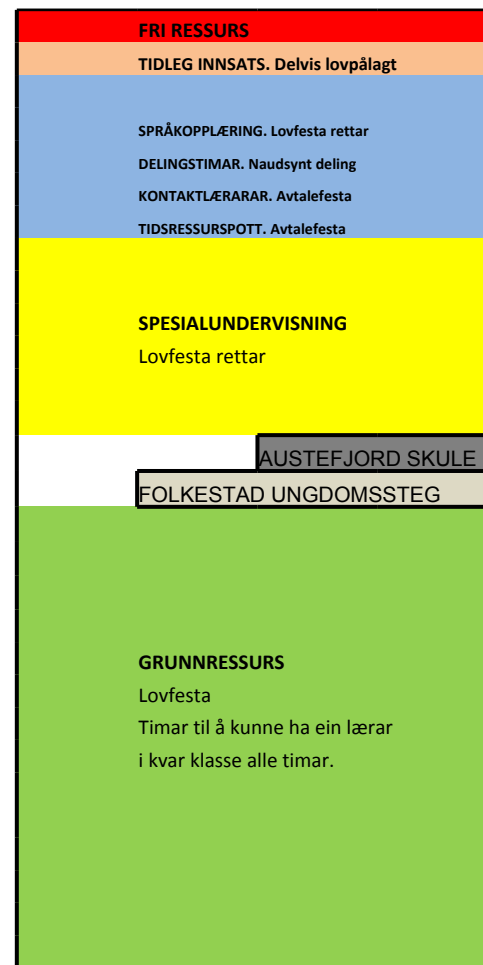 FRI RESSURS
TIDLEG INNSATS. Delvis lovpålagt
SPRÅKOPPLÆRING. Lovfesta rettar
DELINGSTIMAR. Naudsynt deling
KONTAKTLÆRARAR. Avtalefesta
TIDSRESSURSPOTT. Avtalefesta
SPESIALUNDERVISNING
Lovfesta rettar
AUSTEFJORD SKULE
FOLKESTAD UNGDOMSSTEG
GRUNNRESSURS
Lovfesta
Timar til å kunne ha ein lærar
i kvar klasse alle timar.